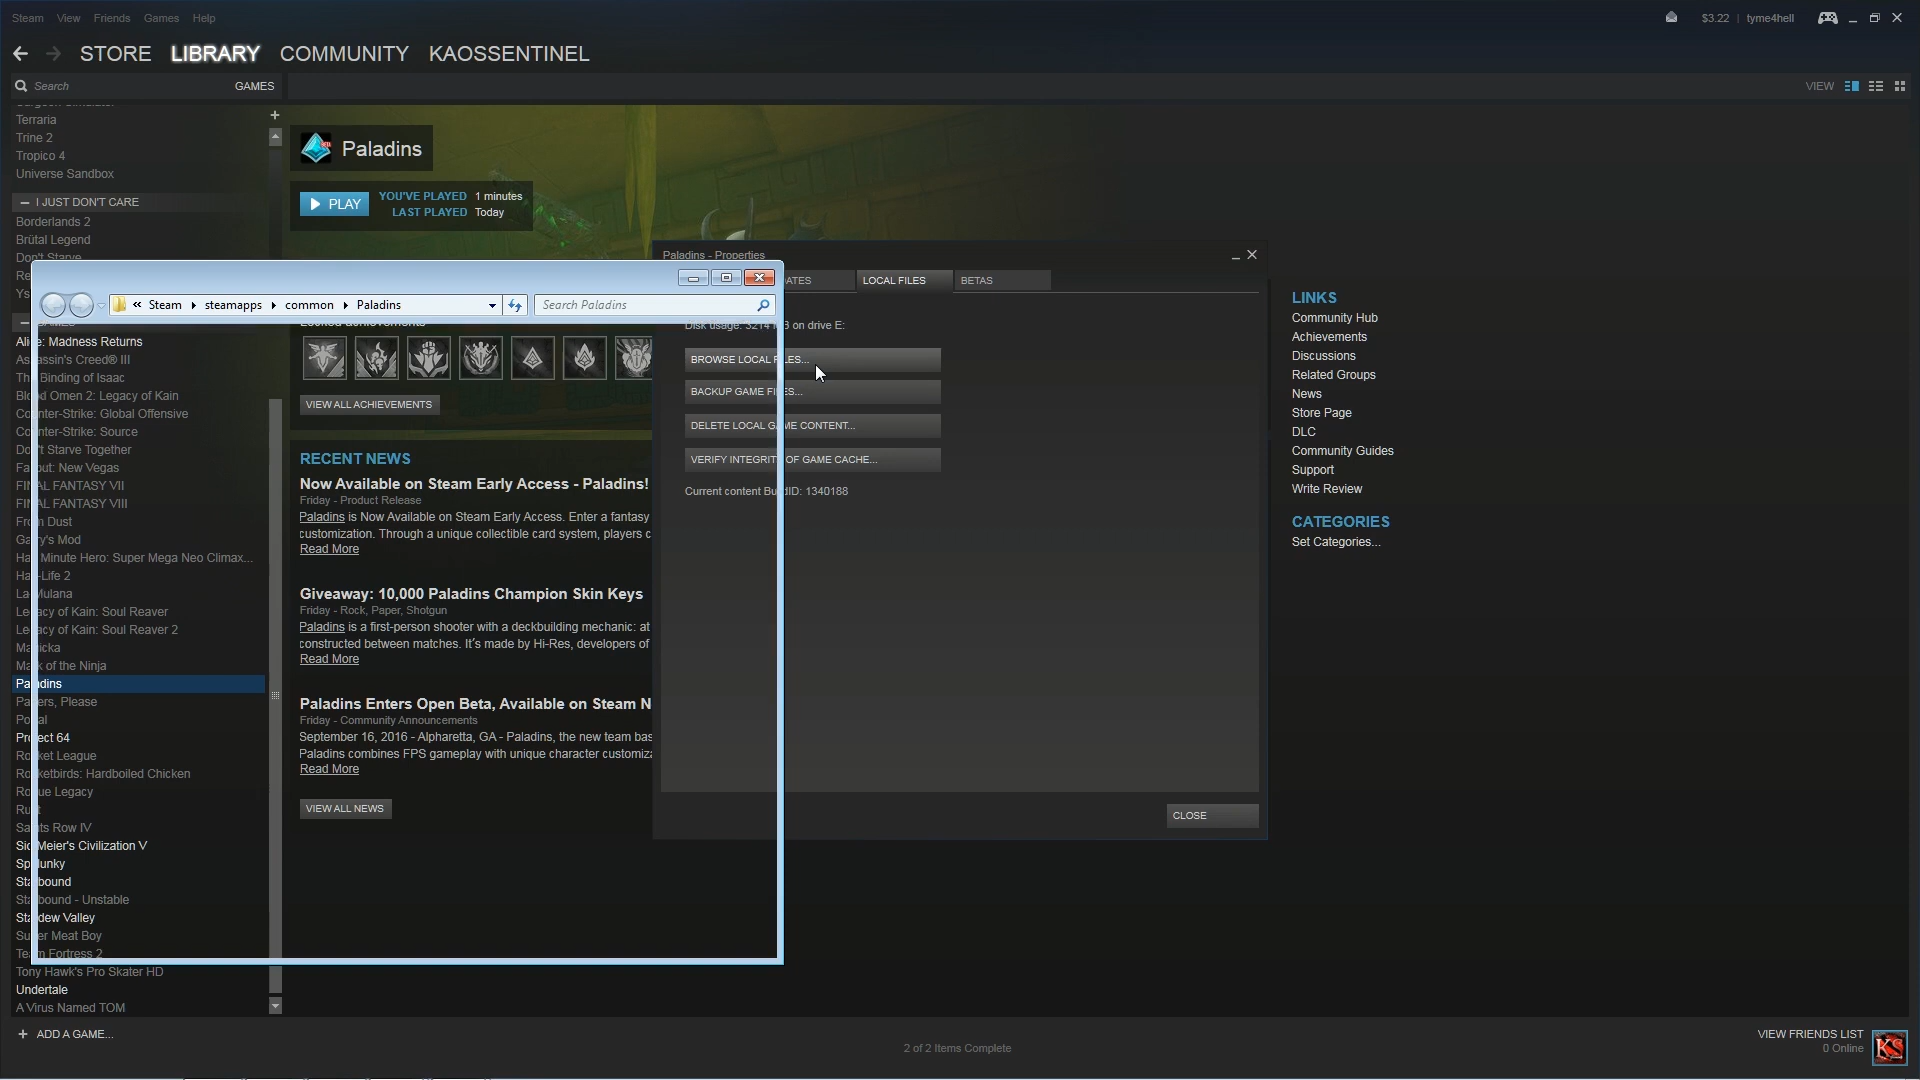 Steam View Friends Games Help
$3.22 | tyme4hell
STORE LIBRARY COMMUNITY KAOSSENTINEL
Search GAMES
VIEW
Terraria
Trine 2
Tropico 4
Universe Sandbox
I JUST DON'T CARE
Borderlands 2
Brütal Legend
Don't Starve
Alice: Madness Returns
Assassin's Creed® III
The Binding of Isaac
Blood Omen 2: Legacy of Kain
Counter-Strike: Global Offensive
Counter-Strike: Source
Don't Starve Together
Fallout: New Vegas
FINAL FANTASY VII
FINAL FANTASY VIII
From Dust
Garry's Mod
Half Minute Hero: Super Mega Neo Climax...
Half-Life 2
La-Mulana
Legacy of Kain: Soul Reaver
Legacy of Kain: Soul Reaver 2
Magicka
Mark of the Ninja
Paladins
Papers, Please
Portal
Project 64
Rocket League
Rocketbirds: Hardboiled Chicken
Rogue Legacy
Rust
Saints Row IV
Sid Meier's Civilization V
Spelunky
Starbound
Starbound - Unstable
Stardew Valley
Super Meat Boy
Team Fortress 2
Tony Hawk's Pro Skater HD
Undertale
A Virus Named TOM
+ ADD A GAME...
Paladins
PLAY
YOU'VE PLAYED 1 minutes
LAST PLAYED Today
« Steam steamapps common Paladins
Search Paladins
Locked achievements
VIEW ALL ACHIEVEMENTS
RECENT NEWS
Now Available on Steam Early Access - Paladins!
Friday - Product Release
Paladins is Now Available on Steam Early Access. Enter a fantasy
customization. Through a unique collectible card system, players c
Read More
Giveaway: 10,000 Paladins Champion Skin Keys
Friday - Rock, Paper, Shotgun
Paladins is a first-person shooter with a deckbuilding mechanic: at
constructed between matches. It's made by Hi-Res, developers of
Read More
Paladins Enters Open Beta, Available on Steam N
Friday - Community Announcements
September 16, 2016 - Alpharetta, GA - Paladins, the new team bas
Paladins combines FPS gameplay with unique character customiza
Read More
VIEW ALL NEWS
Paladins - Properties
ATES LOCAL FILES BETAS
Disk usage: 3214 MB on drive E:
BROWSE LOCAL FILES...
BACKUP GAME FILES...
DELETE LOCAL GAME CONTENT...
VERIFY INTEGRITY OF GAME CACHE...
Current content BuildID: 1340188
CLOSE
LINKS
Community Hub
Achievements
Discussions
Related Groups
News
Store Page
DLC
Community Guides
Support
Write Review
CATEGORIES
Set Categories...
2 of 2 Items Complete
VIEW FRIENDS LIST
0 Online
KS